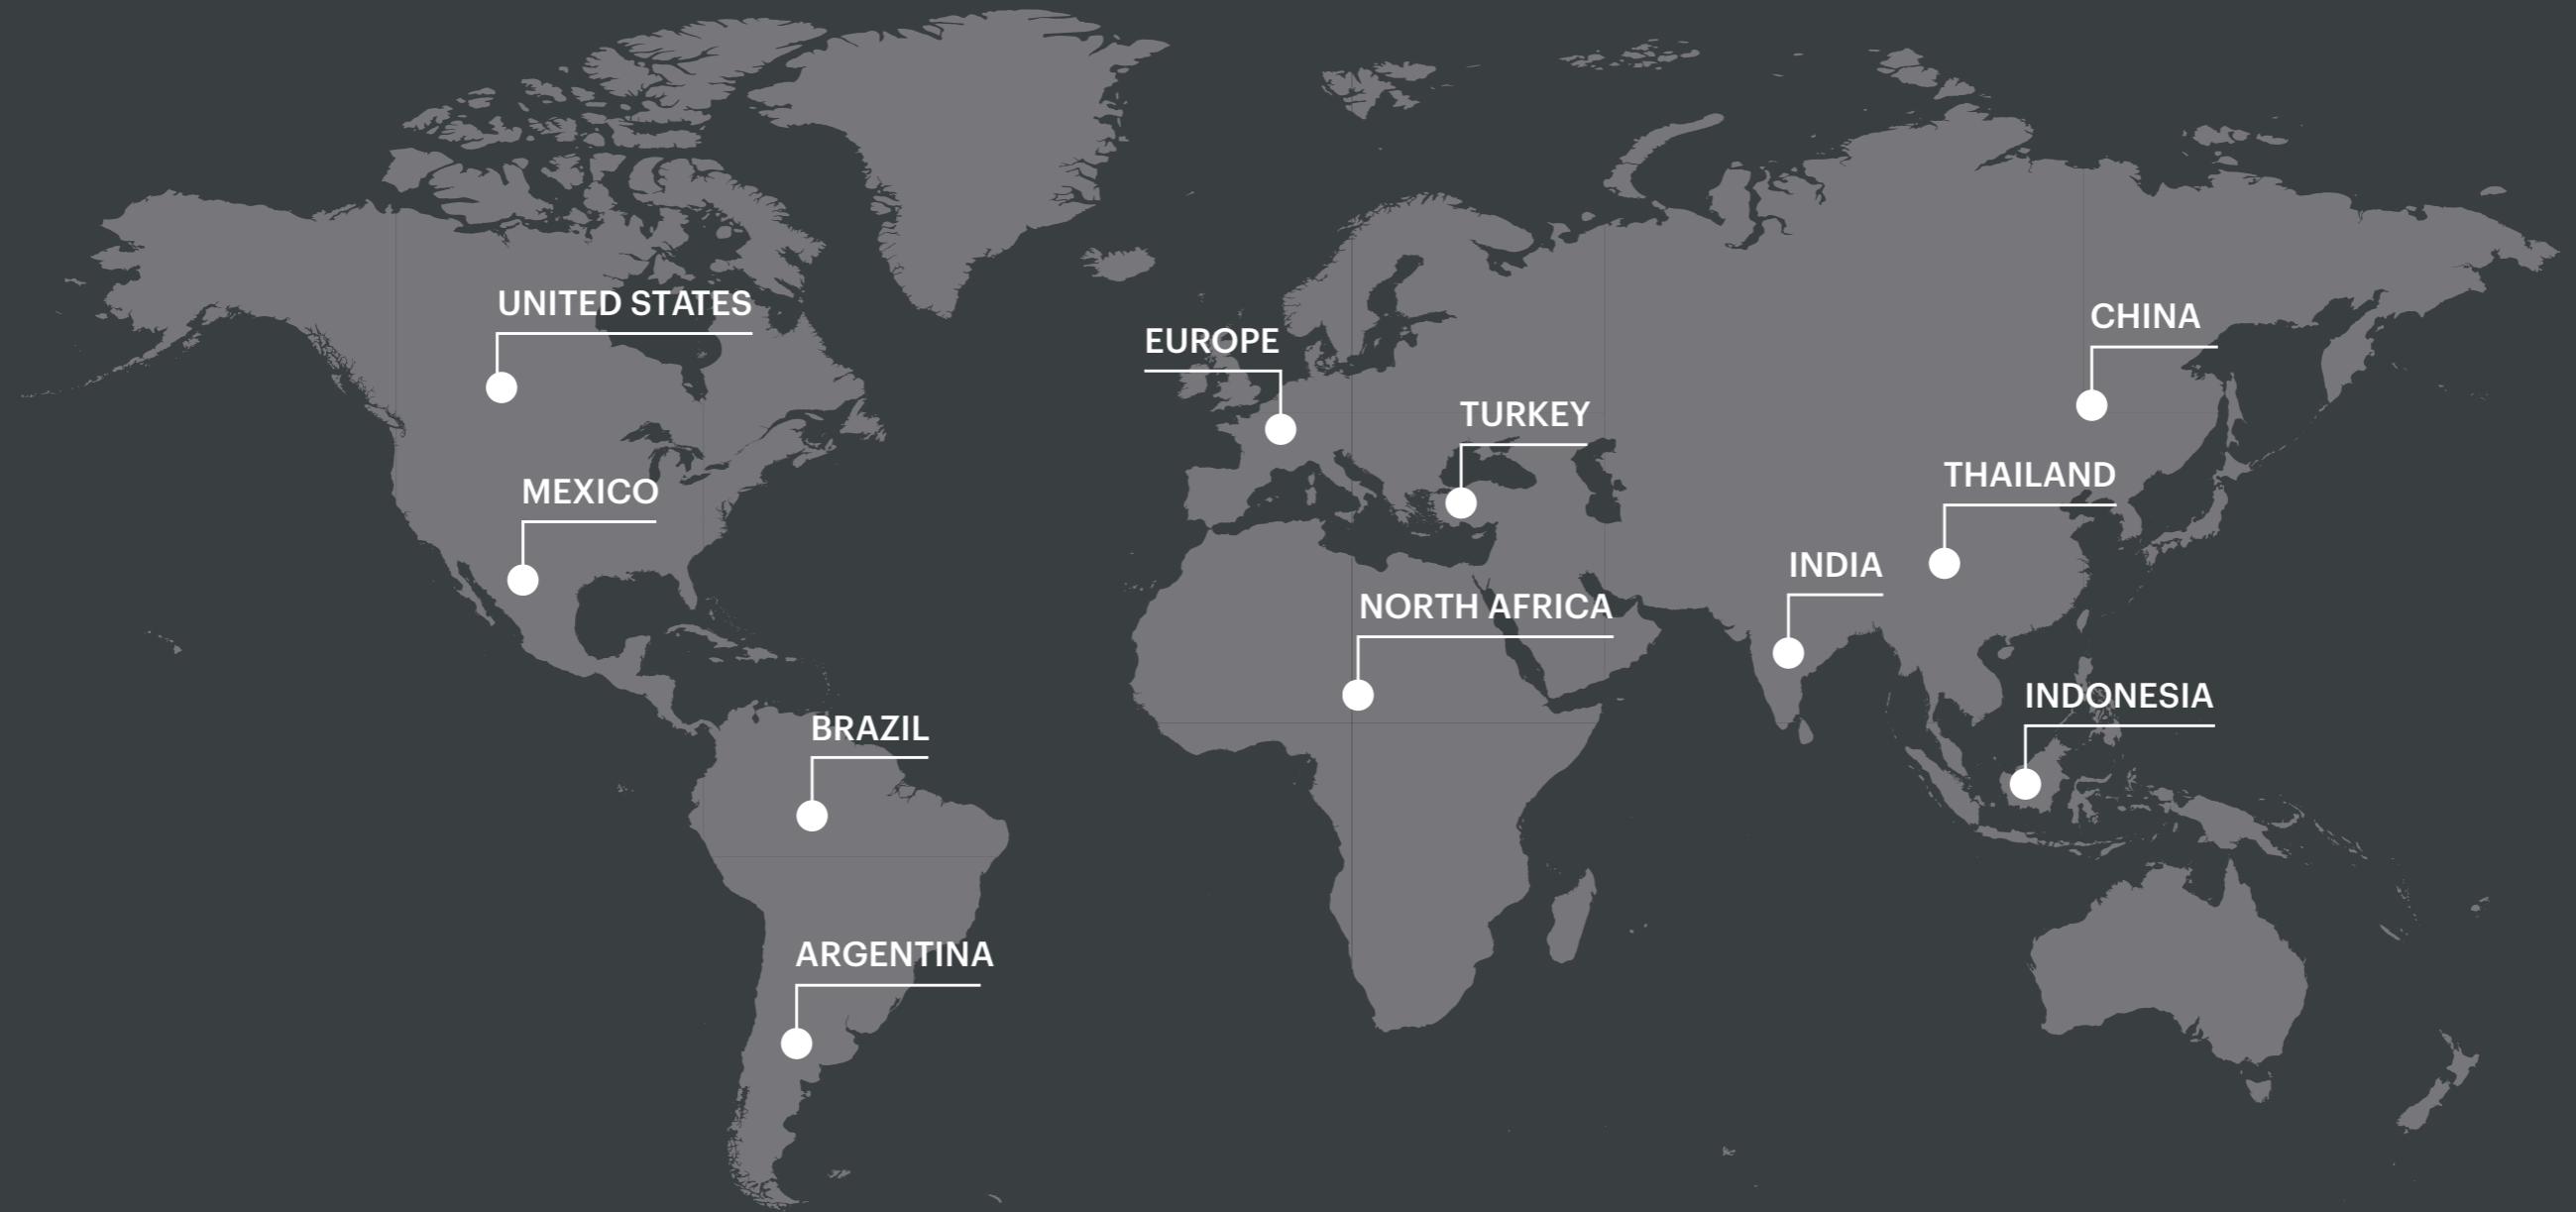 UNITED STATES
CHINA
EUROPE
TURKEY
THAILAND
MEXICO
INDIA
NORTH AFRICA
INDONESIA
BRAZIL
ARGENTINA